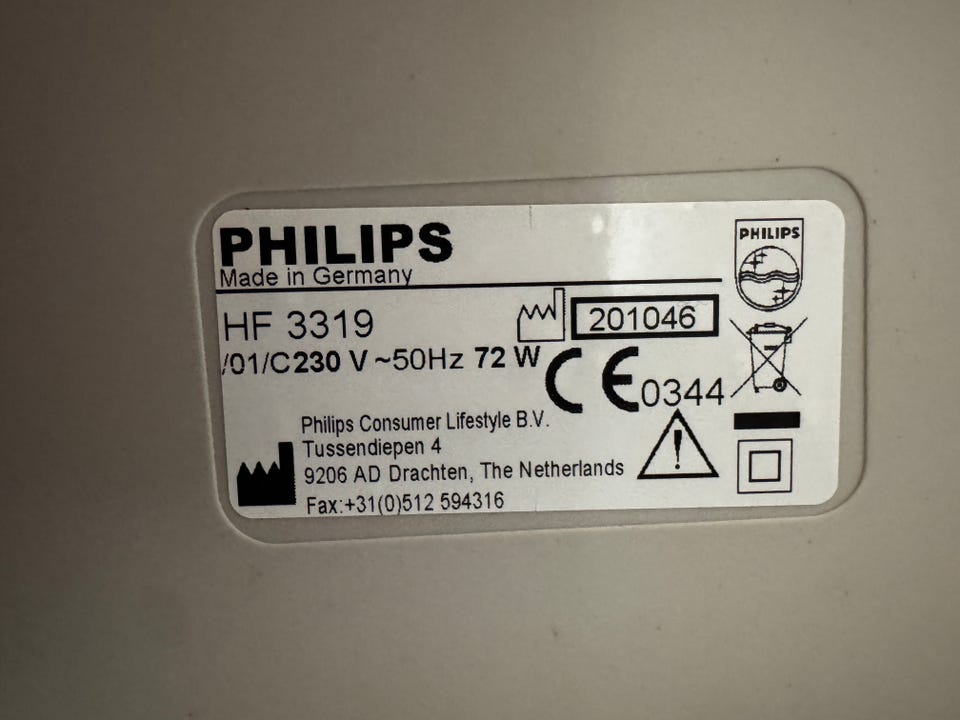 PHILIPS
Made in Germany
PHILIPS
HF 3319
201046
/01/C230 V ~50Hz 72 W
CE0344
Philips Consumer Lifestyle B.V.
Tussendiepen 4
9206 AD Drachten, The Netherlands
Fax:+31(0)512 594316